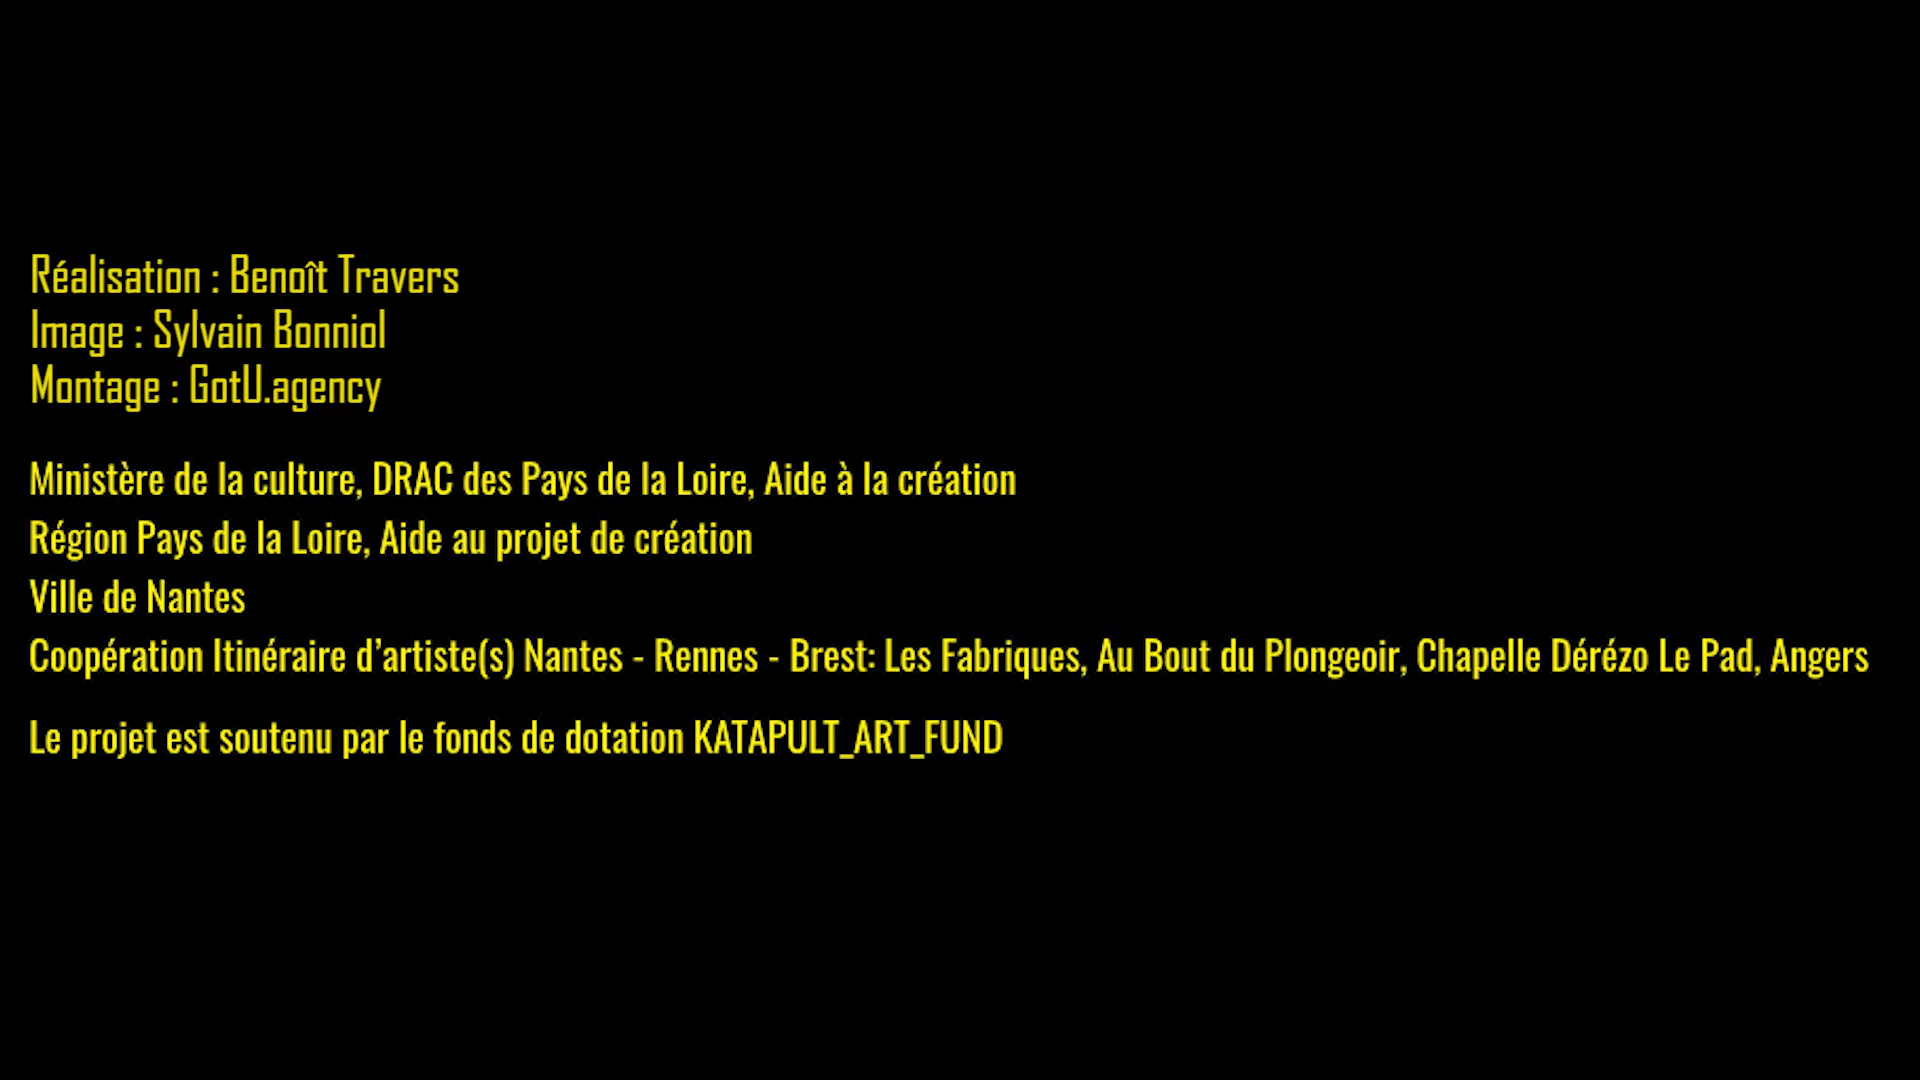 Réalisation : Benoît Travers
Image : Sylvain Bonniol
Montage : GotU.agency
Ministère de la culture, DRAC des Pays de la Loire, Aide à la création
Région Pays de la Loire, Aide au projet de création
Ville de Nantes
Coopération Itinéraire d’artiste(s) Nantes - Rennes - Brest: Les Fabriques, Au Bout du Plongeoir, Chapelle Dérézo Le Pad, Angers
Le projet est soutenu par le fonds de dotation KATAPULT_ART_FUND